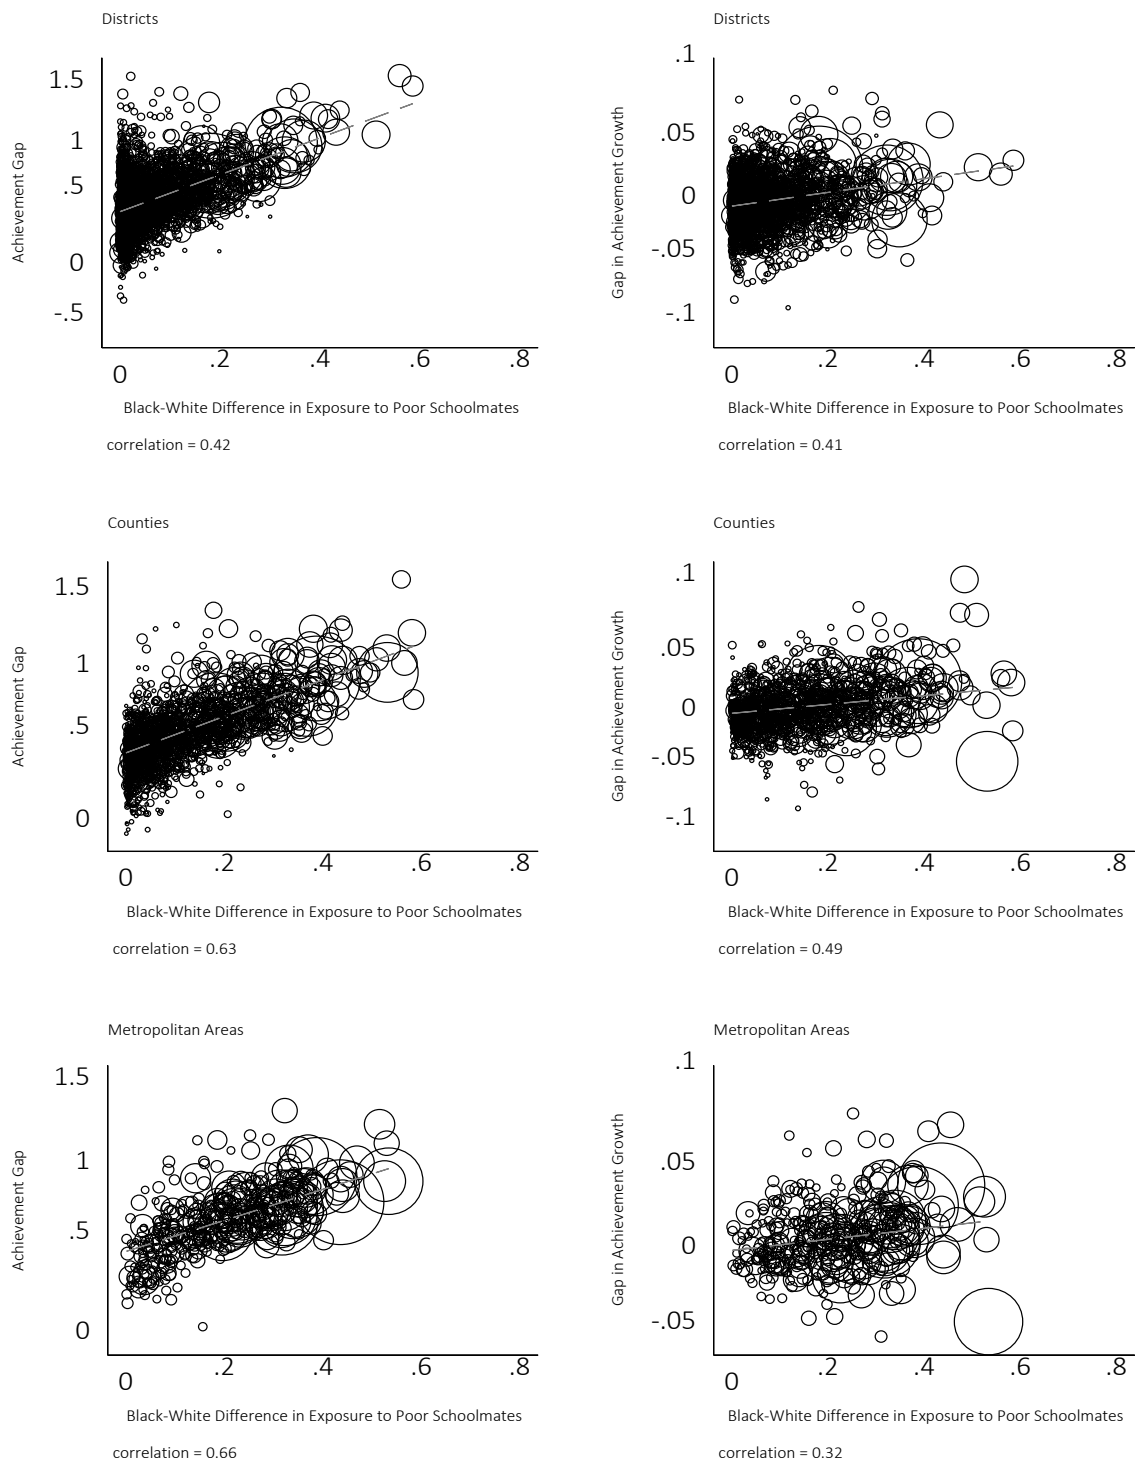 Districts
Achievement Gap
1.5
1
.5
0
-.5
0
.2
.4
.6
.8
Black-White Difference in Exposure to Poor Schoolmates
correlation = 0.42
Districts
Gap in Achievement Growth
.1
.05
0
-.05
-.1
0
.2
.4
.6
.8
Black-White Difference in Exposure to Poor Schoolmates
correlation = 0.41
Counties
Achievement Gap
1.5
1
.5
0
0
.2
.4
.6
.8
Black-White Difference in Exposure to Poor Schoolmates
correlation = 0.63
Counties
Gap in Achievement Growth
.1
.05
0
-.05
-.1
0
.2
.4
.6
.8
Black-White Difference in Exposure to Poor Schoolmates
correlation = 0.49
Metropolitan Areas
Achievement Gap
1.5
1
.5
0
0
.2
.4
.6
.8
Black-White Difference in Exposure to Poor Schoolmates
correlation = 0.66
Metropolitan Areas
Gap in Achievement Growth
.1
.05
0
-.05
0
.2
.4
.6
.8
Black-White Difference in Exposure to Poor Schoolmates
correlation = 0.32